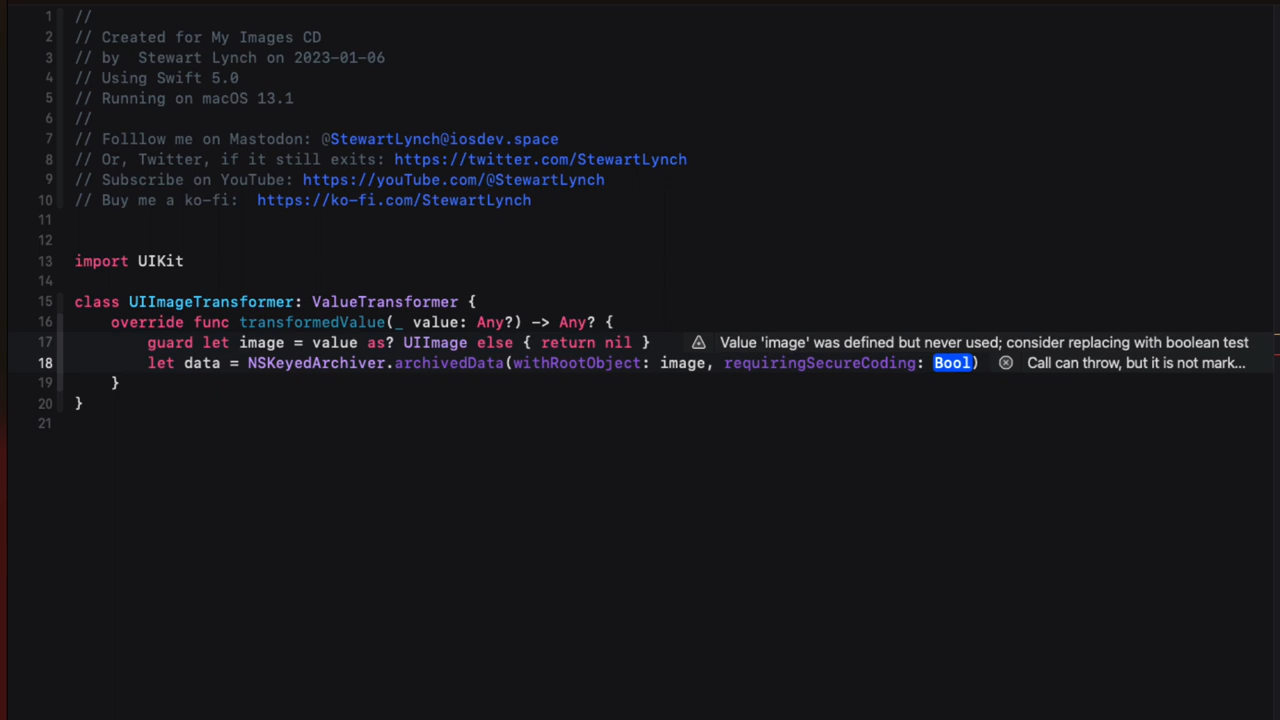 1 //
2 // Created for My Images CD
3 // by  Stewart Lynch on 2023-01-06
4 // Using Swift 5.0
5 // Running on macOS 13.1
6 //
7 // Folllow me on Mastodon: @StewartLynch@iosdev.space
8 // Or, Twitter, if it still exits: https://twitter.com/StewartLynch
9 // Subscribe on YouTube: https://youTube.com/@StewartLynch
10 // Buy me a ko-fi:  https://ko-fi.com/StewartLynch
11
12
13 import UIKit
14
15 class UIImageTransformer: ValueTransformer {
16     override func transformedValue(_ value: Any?) -> Any? {
17         guard let image = value as? UIImage else { return nil } Value 'image' was defined but never used; consider replacing with boolean test
18         let data = NSKeyedArchiver.archivedData(withRootObject: image, requiringSecureCoding: Bool) Call can throw, but it is not mark...
19     }
20 }
21